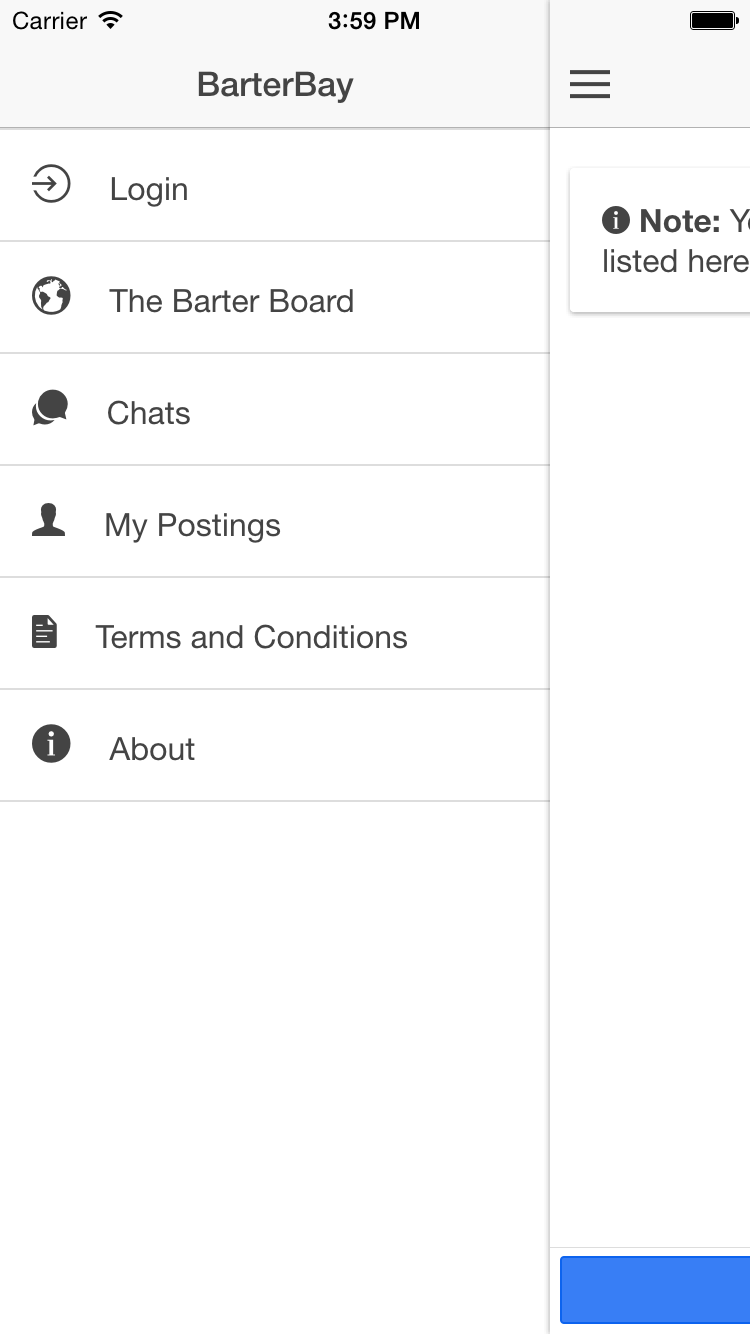 Carrier 3:59 PM
BarterBay
Login
The Barter Board
Chats
My Postings
Terms and Conditions
About
Note:
listed here